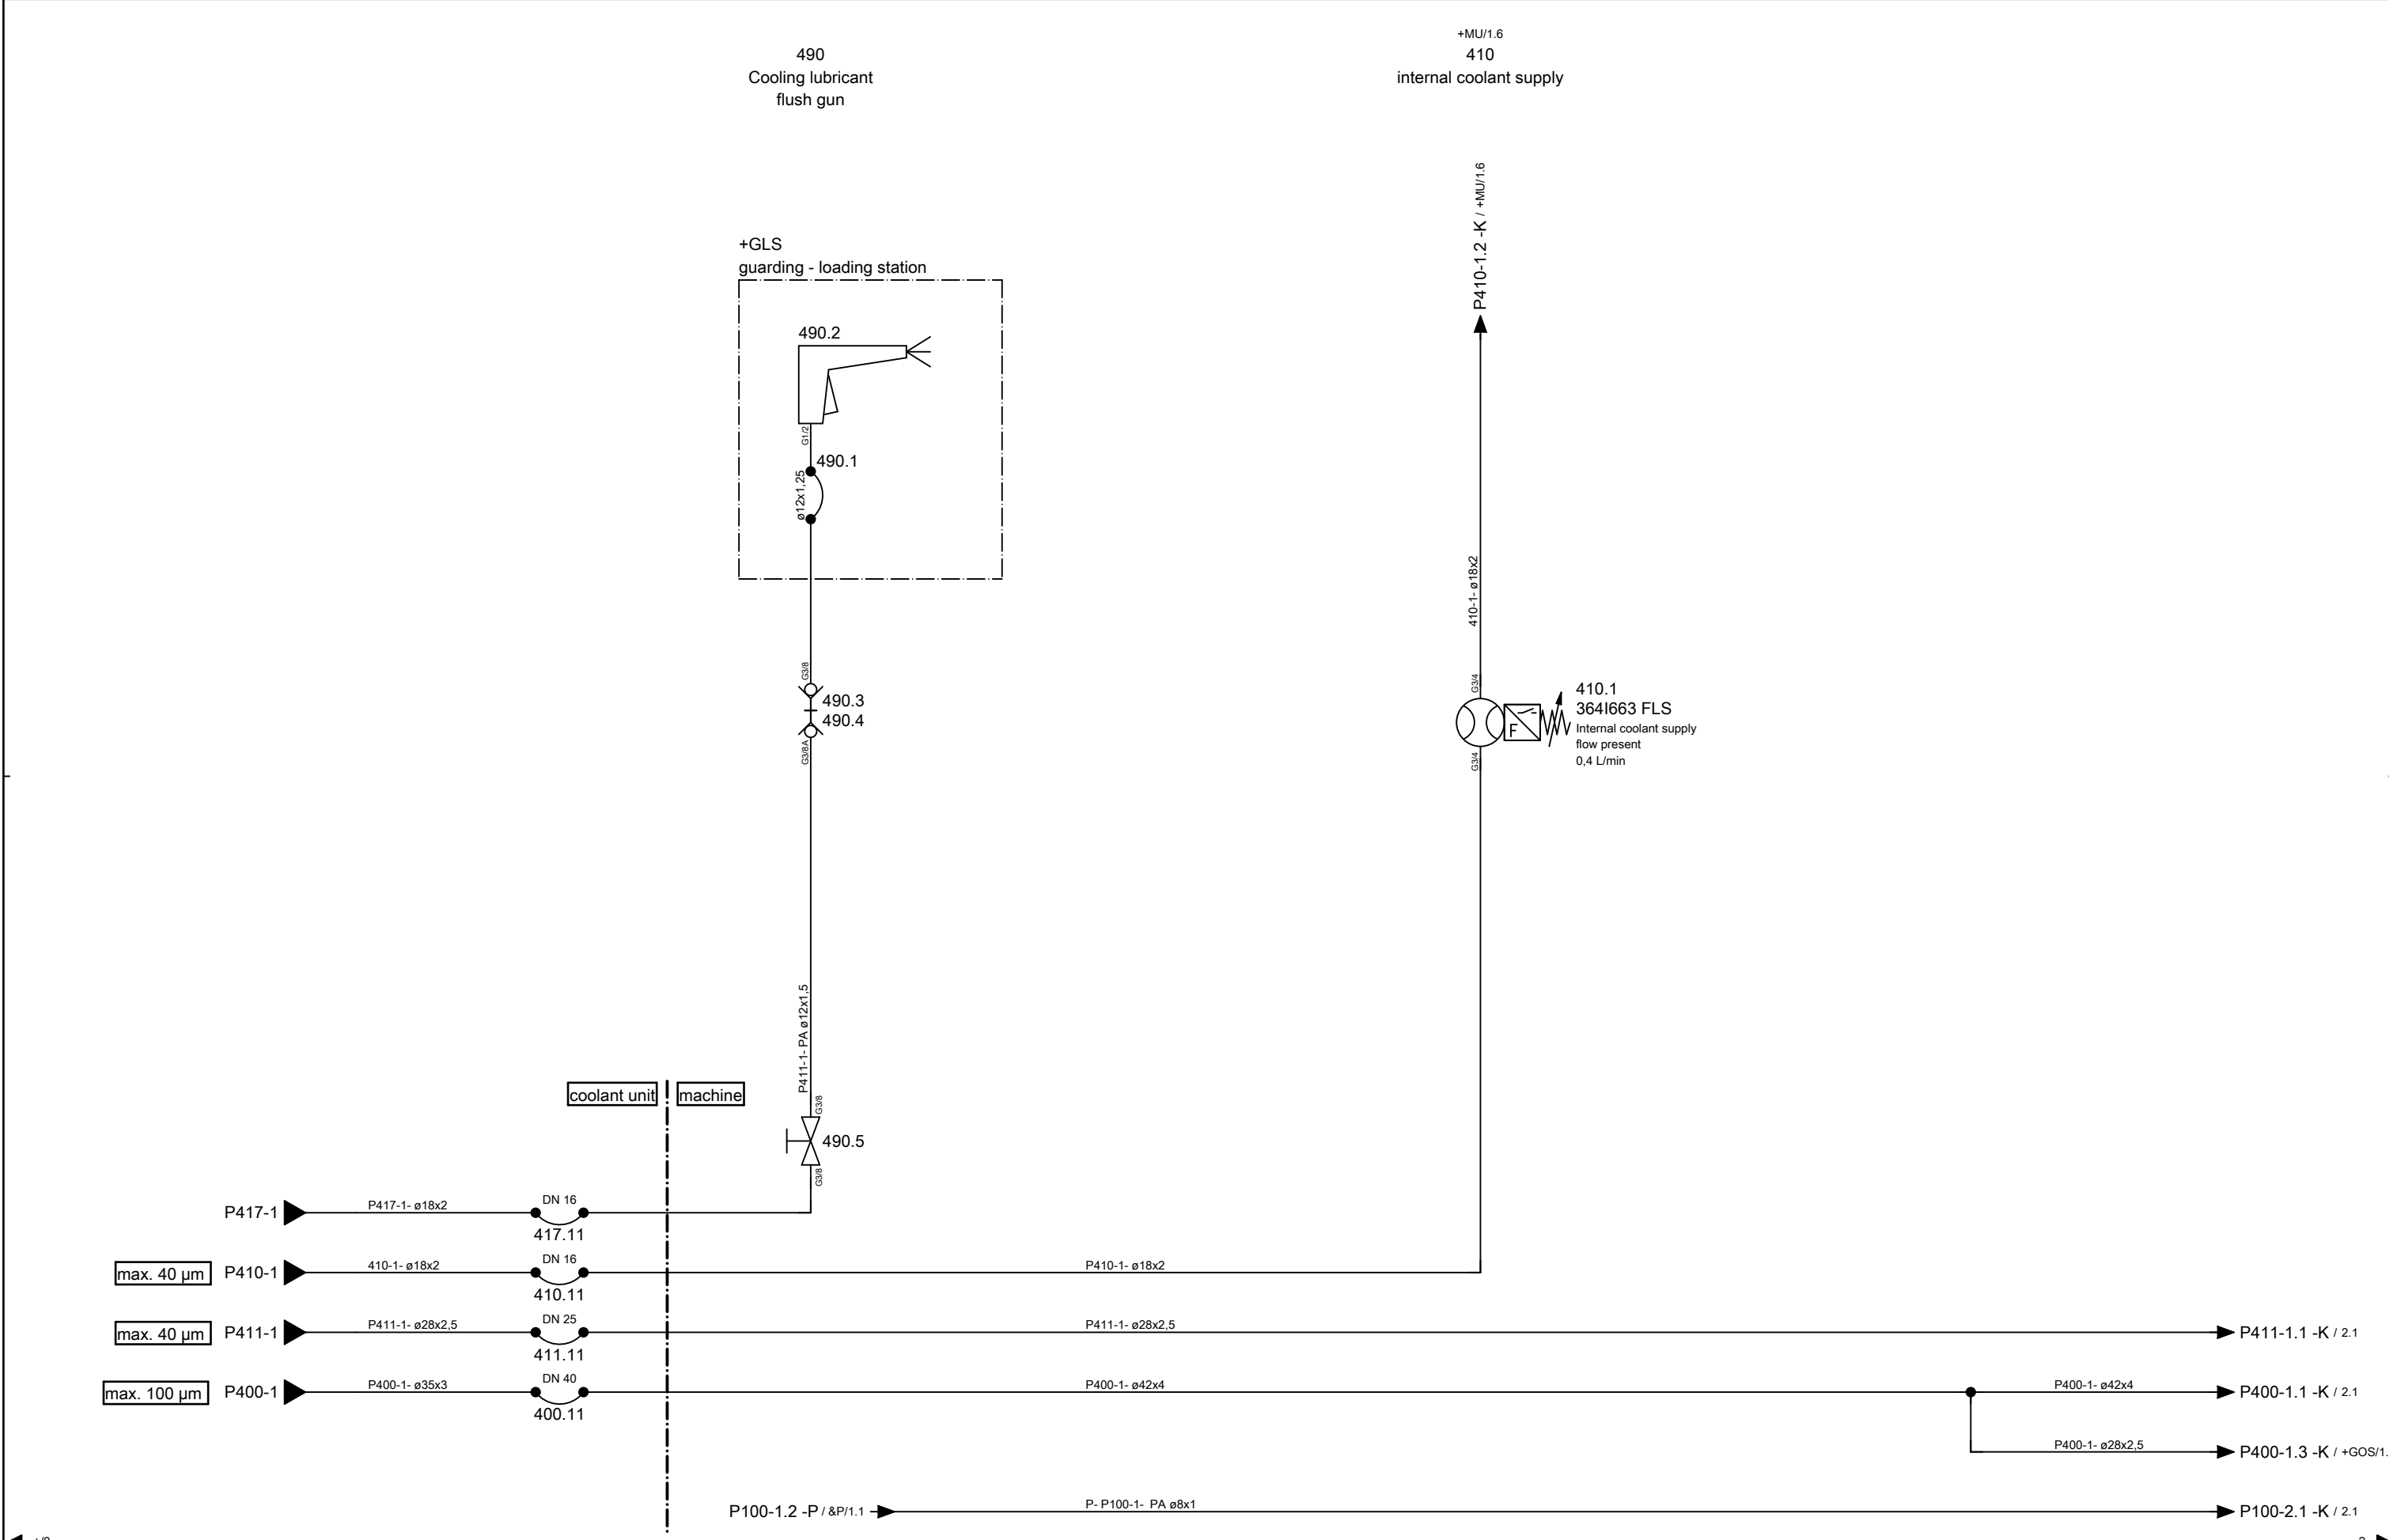 +MU/1.6
490
410
Cooling lubricant
internal coolant supply
flush gun
P410-1.2 -K / +MU/1.6
+GLS
guarding - loading station
490.2
G1/2
490.1
ø12x1,25
410-1- ø18x2
G3/8
490.3
490.4
G3/8A
G3/4
410.1
364I663 FLS
Internal coolant supply
flow present
0,4 L/min
F
G3/4
P411-1- PA ø12x1,5
coolant unit
machine
G3/8
490.5
G3/8
P417-1
P417-1- ø18x2
DN 16
417.11
max. 40 µm
P410-1
410-1- ø18x2
DN 16
410.11
P410-1- ø18x2
max. 40 µm
P411-1
P411-1- ø28x2,5
DN 25
411.11
P411-1- ø28x2,5
P411-1.1 -K / 2.1
max. 100 µm
P400-1
P400-1- ø35x3
DN 40
400.11
P400-1- ø42x4
P400-1- ø42x4
P400-1.1 -K / 2.1
P400-1- ø28x2,5
P400-1.3 -K / +GOS/1.
P100-1.2 -P / &P/1.1
P- P100-1- PA ø8x1
P100-2.1 -K / 2.1